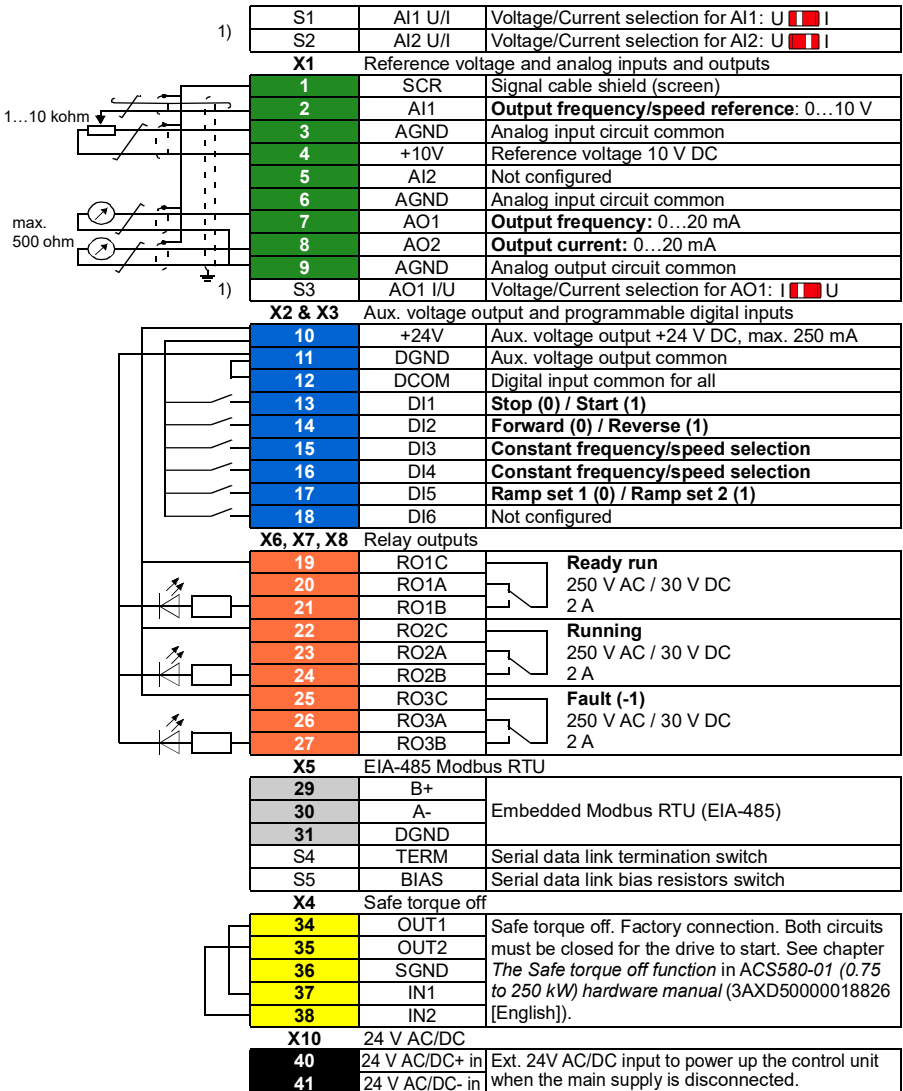 1) S1 AI1 U/I Voltage/Current selection for AI1: U I
S2 AI2 U/I Voltage/Current selection for AI2: U I
X1 Reference voltage and analog inputs and outputs
1 SCR Signal cable shield (screen)
1…10 kohm 2 AI1 Output frequency/speed reference: 0…10 V
3 AGND Analog input circuit common
4 +10V Reference voltage 10 V DC
5 AI2 Not configured
6 AGND Analog input circuit common
max. 7 AO1 Output frequency: 0…20 mA
500 ohm 8 AO2 Output current: 0…20 mA
9 AGND Analog output circuit common
1) S3 AO1 I/U Voltage/Current selection for AO1: I U
X2 & X3 Aux. voltage output and programmable digital inputs
10 +24V Aux. voltage output +24 V DC, max. 250 mA
11 DGND Aux. voltage output common
12 DCOM Digital input common for all
13 DI1 Stop (0) / Start (1)
14 DI2 Forward (0) / Reverse (1)
15 DI3 Constant frequency/speed selection
16 DI4 Constant frequency/speed selection
17 DI5 Ramp set 1 (0) / Ramp set 2 (1)
18 DI6 Not configured
X6, X7, X8 Relay outputs
19 RO1C Ready run
20 RO1A 250 V AC / 30 V DC
21 RO1B 2 A
22 RO2C Running
23 RO2A 250 V AC / 30 V DC
24 RO2B 2 A
25 RO3C Fault (-1)
26 RO3A 250 V AC / 30 V DC
27 RO3B 2 A
X5 EIA-485 Modbus RTU
29 B+
30 A- Embedded Modbus RTU (EIA-485)
31 DGND
S4 TERM Serial data link termination switch
S5 BIAS Serial data link bias resistors switch
X4 Safe torque off
34 OUT1 Safe torque off. Factory connection. Both circuits
35 OUT2 must be closed for the drive to start. See chapter
36 SGND The Safe torque off function in ACS580-01 (0.75
37 IN1 to 250 kW) hardware manual (3AXD50000018826
38 IN2 [English]).
X10 24 V AC/DC
40 24 V AC/DC+ in Ext. 24V AC/DC input to power up the control unit
41 24 V AC/DC- in when the main supply is disconnected.